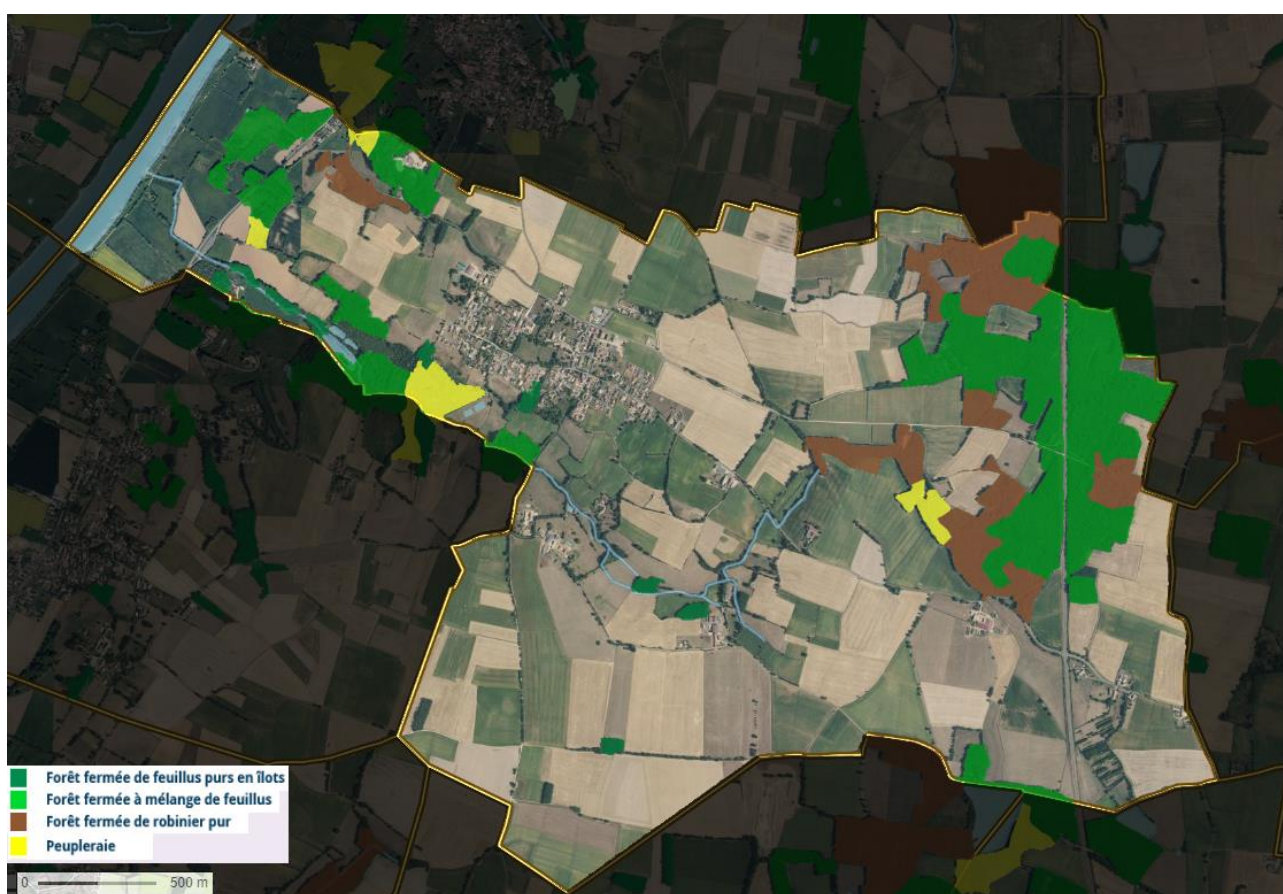 Forêt fermée de feuillus purs en îlots
Forêt fermée à mélange de feuillus
Forêt fermée de robinier pur
Peupleraie
0 500 m